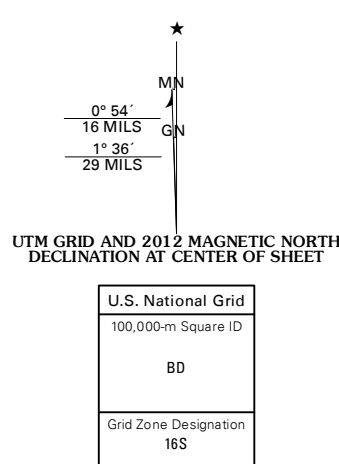 ★
MN
0° 54´
16 MILS
GN
1° 36´
29 MILS
UTM GRID AND 2012 MAGNETIC NORTH
DECLINATION AT CENTER OF SHEET
U.S. National Grid
100,000-m Square ID
BD
Grid Zone Designation
16S